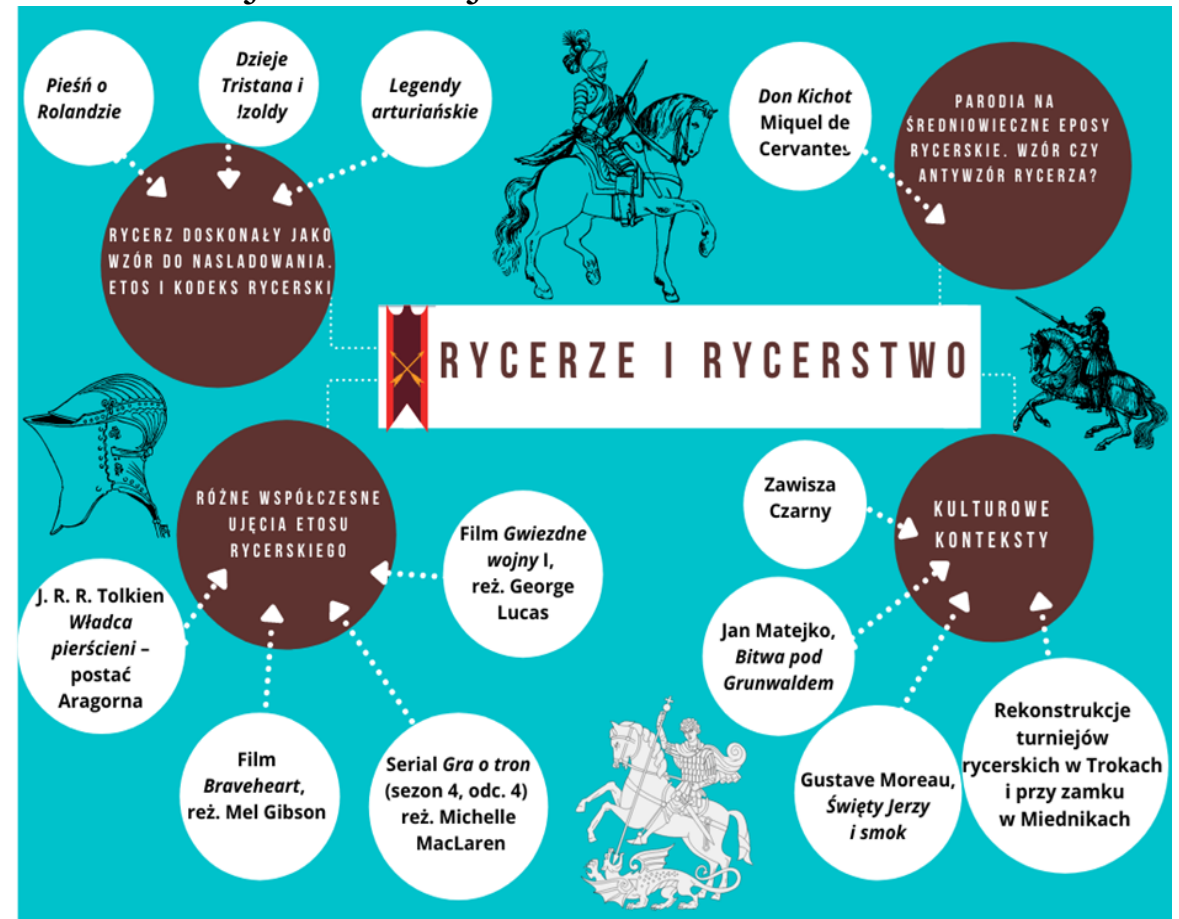 Pieśń o
Rolandzie
Dzieje
Tristana i
Izoldy
Legendy
arturiańskie
RYCERZ DOSKONAŁY JAKO
WZÓR DO NASLADOWANIA.
ETOS I KODEKS RYCERSKI
Don Kichot
Miquel de
Cervantes
PARODIA NA
ŚREDNIOWIECZNE EPOSY
RYCERSKIE. WZÓR CZY
ANTYWZÓR RYCERZA?
RYCERZE I RYCERSTWO
RÓŻNE WSPÓŁCZESNE
UJĘCIA ETOSU
RYCERSKIEGO
Film Gwiezdne
wojny I,
reż. George
Lucas
J. R. R. Tolkien
Władca
pierścieni –
postać
Aragorna
Film
Braveheart,
reż. Mel Gibson
Serial Gra o tron
(sezon 4, odc. 4)
reż. Michelle
MacLaren
Zawisza
Czarny
KULTUROWE
KONTEKSTY
Jan Matejko,
Bitwa pod
Grunwaldem
Gustave Moreau,
Święty Jerzy
i smok
Rekonstrukcje
turniejów
rycerskich w Trokach
i przy zamku
w Miednikach